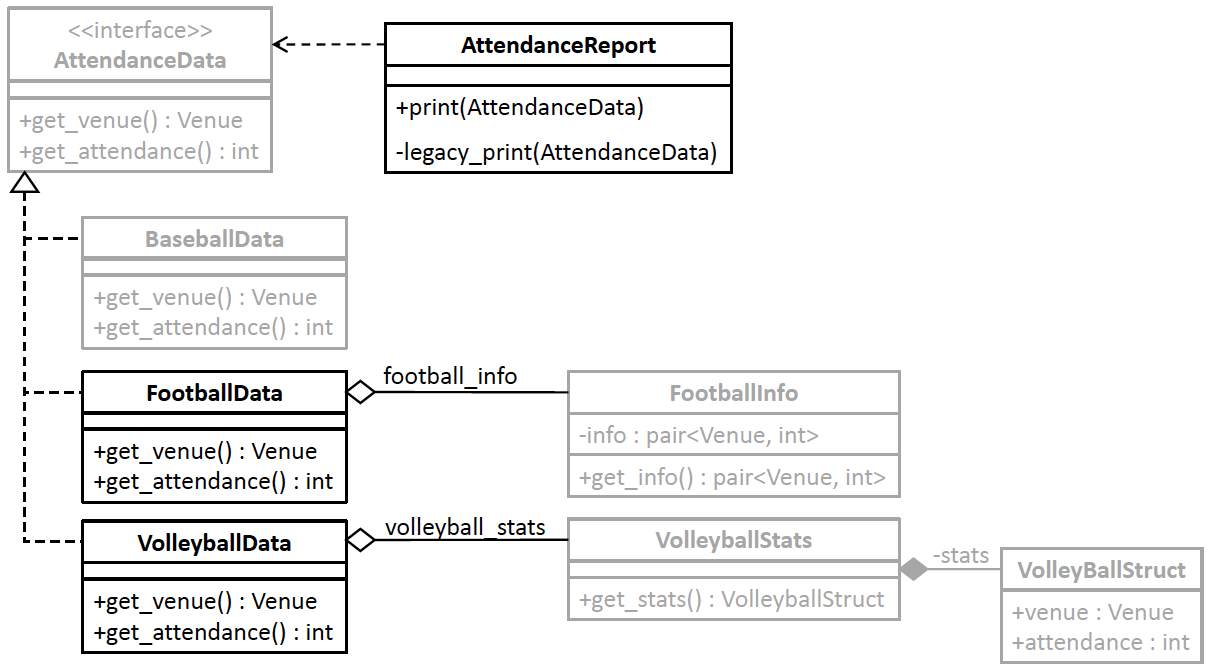 <<interface>>
AttendanceData
+get_venue() : Venue
+get_attendance() : int
AttendanceReport
+print(AttendanceData)
-legacy_print(AttendanceData)
BaseballData
+get_venue() : Venue
+get_attendance() : int
FootballData
+get_venue() : Venue
+get_attendance() : int
football_info
FootballInfo
-info : pair<Venue, int>
+get_info() : pair<Venue, int>
VolleyballData
+get_venue() : Venue
+get_attendance() : int
volleyball_stats
VolleyballStats
+get_stats() : VolleyballStruct
-stats
VolleyBallStruct
+venue : Venue
+attendance : int